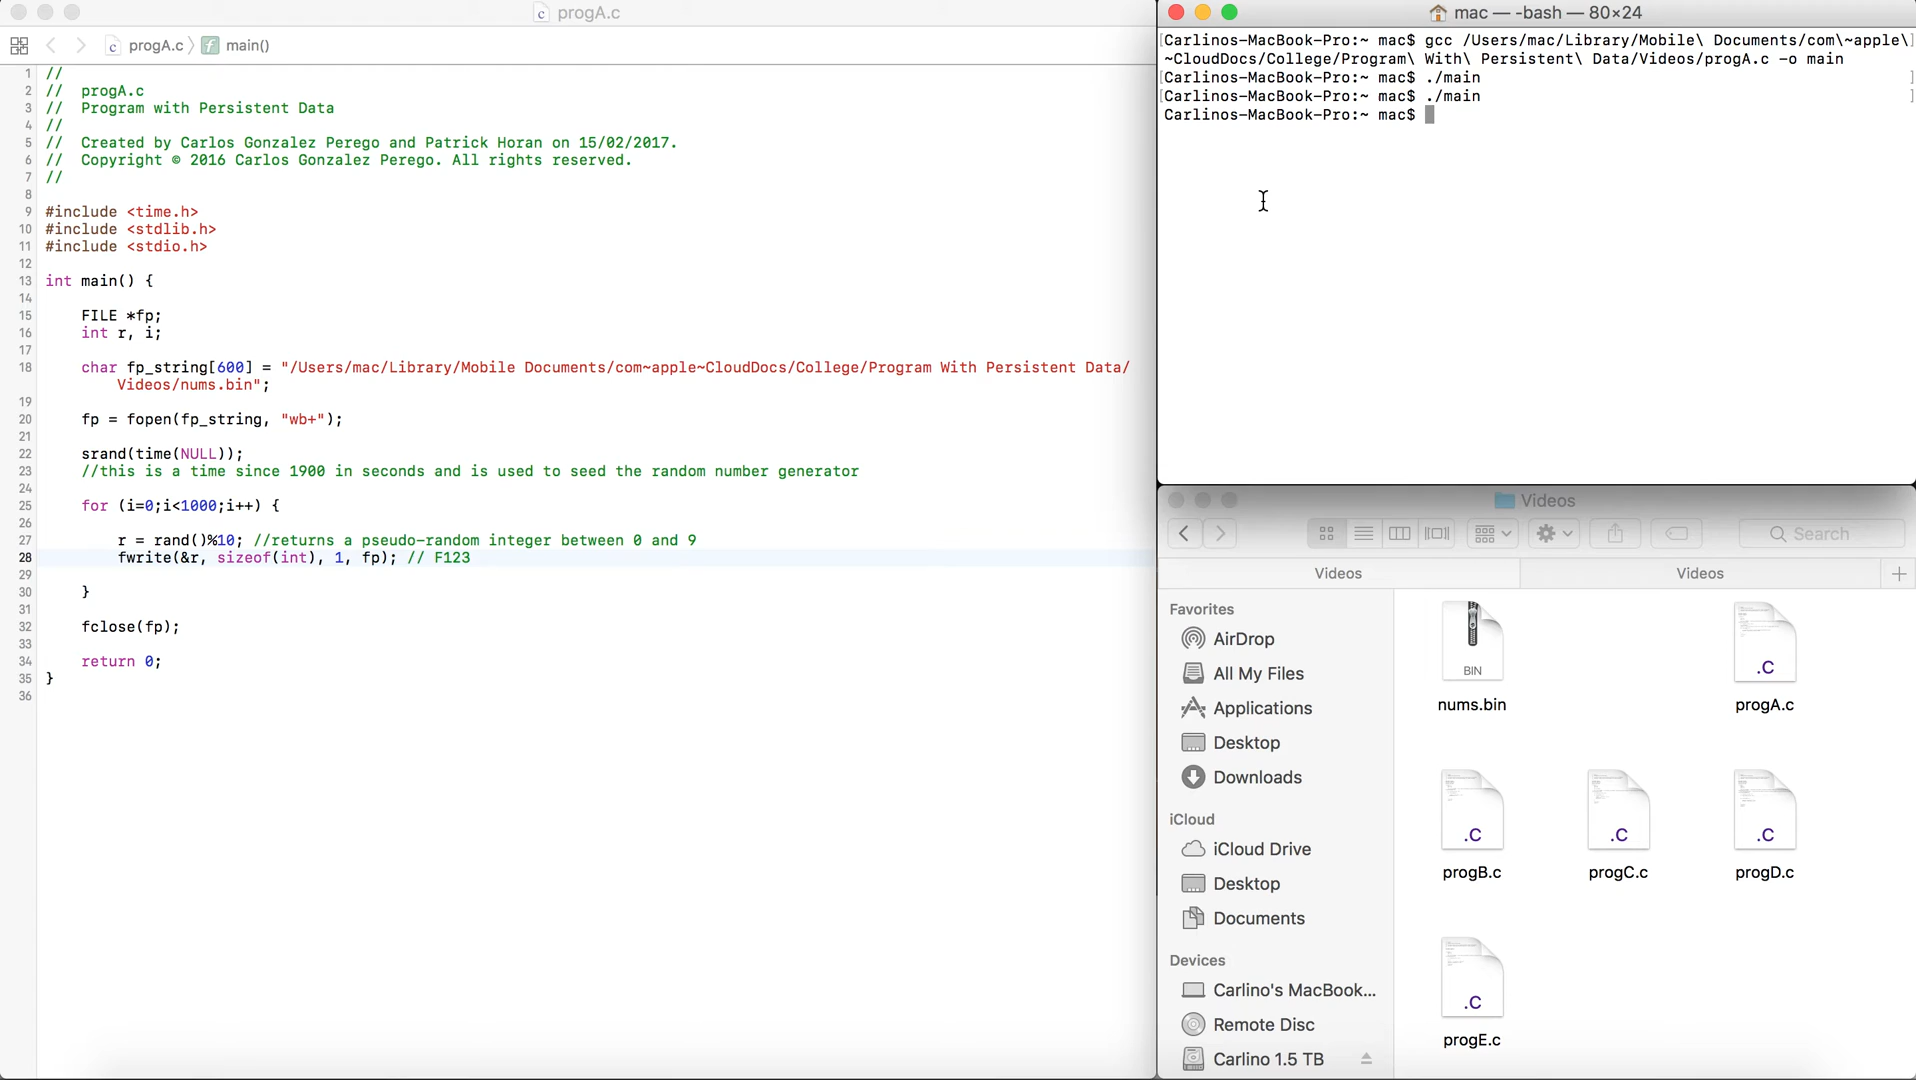 progA.c
progA.c
main()
1 //
2 // progA.c
3 // Program with Persistent Data
4 //
5 // Created by Carlos Gonzalez Perego and Patrick Horan on 15/02/2017.
6 // Copyright © 2016 Carlos Gonzalez Perego. All rights reserved.
7 //
8
9 #include <time.h>
10 #include <stdlib.h>
11 #include <stdio.h>
12
13 int main() {
14
15 FILE *fp;
16 int r, i;
17
18 char fp_string[600] = "/Users/mac/Library/Mobile Documents/com~apple~CloudDocs/College/Program With Persistent Data/
Videos/nums.bin";
19
20 fp = fopen(fp_string, "wb+");
21
22 srand(time(NULL));
23 //this is a time since 1900 in seconds and is used to seed the random number generator
24
25 for (i=0;i<1000;i++) {
26
27 r = rand()%10; //returns a pseudo-random integer between 0 and 9
28 fwrite(&r, sizeof(int), 1, fp); // F123
29
30 }
31
32 fclose(fp);
33
34 return 0;
35 }
36
mac — -bash — 80×24
[Carlinos-MacBook-Pro:~ mac$ gcc /Users/mac/Library/Mobile\ Documents/com\~apple\]
~CloudDocs/College/Program\ With\ Persistent\ Data/Videos/progA.c -o main
[Carlinos-MacBook-Pro:~ mac$ ./main ]
[Carlinos-MacBook-Pro:~ mac$ ./main ]
Carlinos-MacBook-Pro:~ mac$
Videos
Search
Videos
Videos
Favorites
AirDrop
All My Files
Applications
Desktop
Downloads
iCloud
iCloud Drive
Desktop
Documents
Devices
Carlino's MacBook...
Remote Disc
Carlino 1.5 TB
BIN
nums.bin
.C
progA.c
.C
progB.c
.C
progC.c
.C
progD.c
.C
progE.c